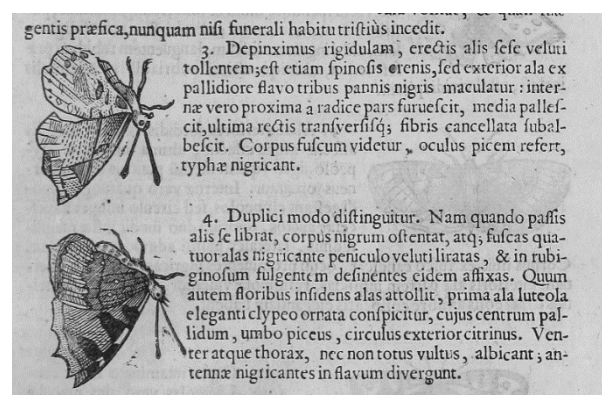 gentis præfica, nunquam niſi funerali habitu triſtiùs incedit.
3. Depinximus rigidulam, erectis alis ſeſe veluti
tollentem; eſt etiam ſpinoſis crenis, ſed exterior ala ex
pallidiore flavo tribus pannis nigris maculatur: inter-
næ vero proxima à radice pars furueſcit, media palleſ-
cit, ultima rectis tranſverſiſq; fibris cancellata ſubal-
beſcit. Corpus fuſcum videtur, oculus picem refert,
typhæ nigricant.
4. Duplici modo diſtinguitur. Nam quando paſſis
alis ſe librat, corpus nigrum oſtentat, atq; fuſcas qua-
tuor alas nigricante peniculo veluti liratas, & in rubi-
ginoſum fulgentem deſinentes eidem affixas. Quum
autem floribus inſidens alas attollit, prima ala luteola
eleganti clypeo ornata conſpicitur, cujus centrum pal-
lidum, umbo piceus, circulus exterior citrinus. Ven-
ter atque thorax, nec non totus vultus, albicant; an-
tennæ nigricantes in flavum divergunt.